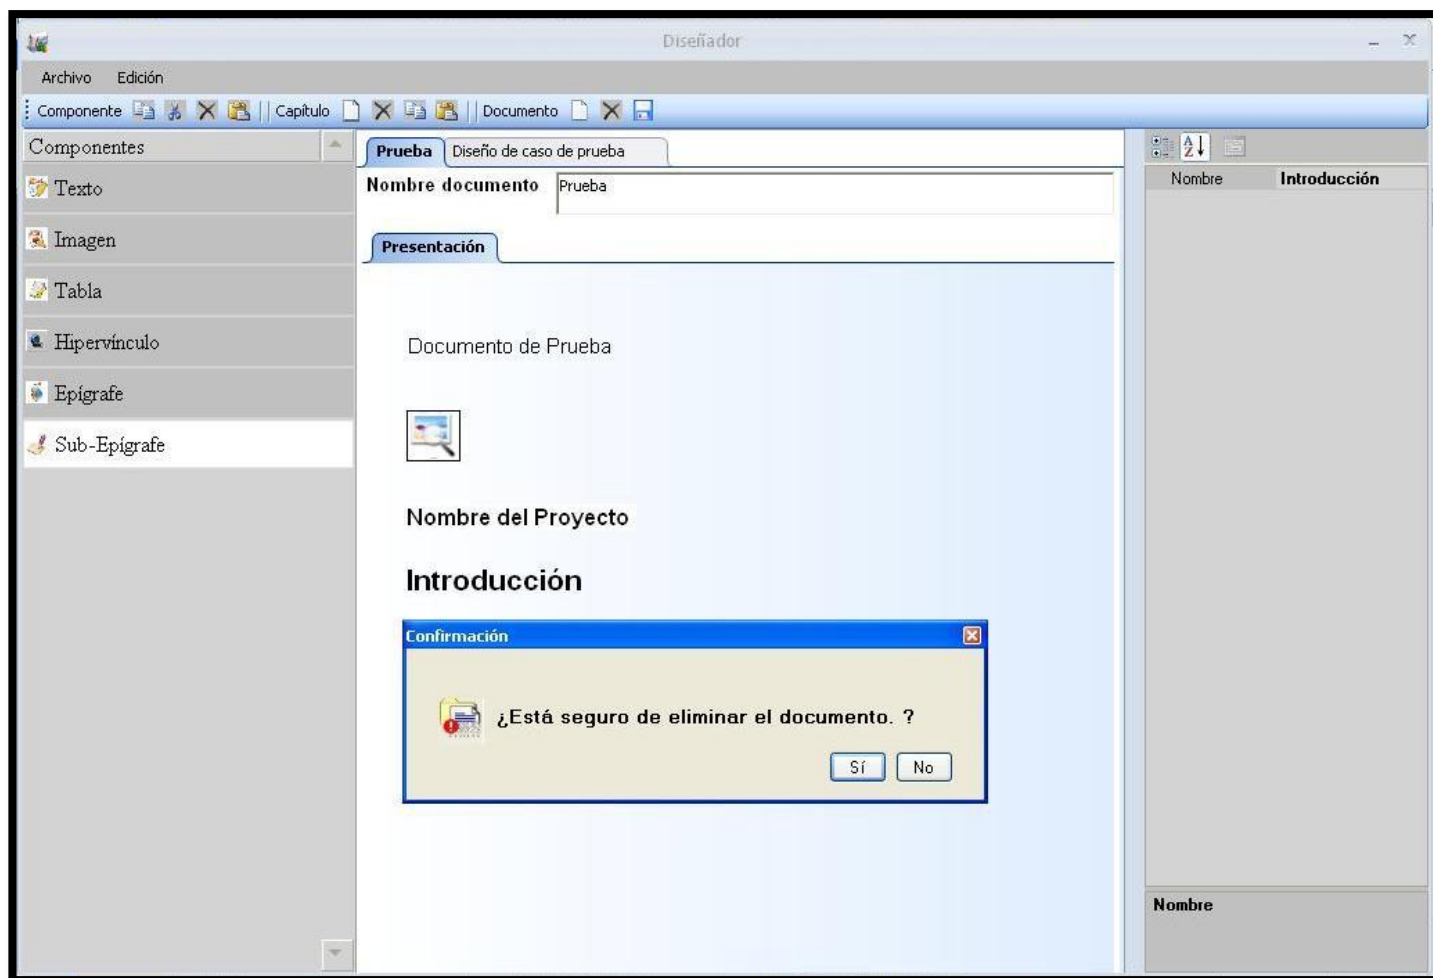 Diseñador
Archivo Edición
Componente Capítulo Documento
Componentes
Texto
Imagen
Tabla
Hipervínculo
Epígrafe
Sub-Epígrafe
Prueba Diseño de caso de prueba
Nombre documento Prueba
Presentación
Documento de Prueba
Nombre del Proyecto
Introducción
Confirmación
¿Está seguro de eliminar el documento. ?
Sí No
Nombre Introducción
Nombre